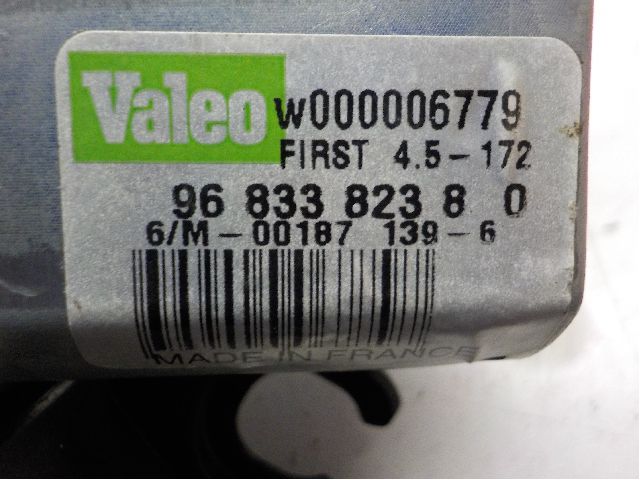 Valeo w000006779
FIRST 4.5-172
96 833 823 8 0
6/M-00187 139-6
MADE IN FRANCE